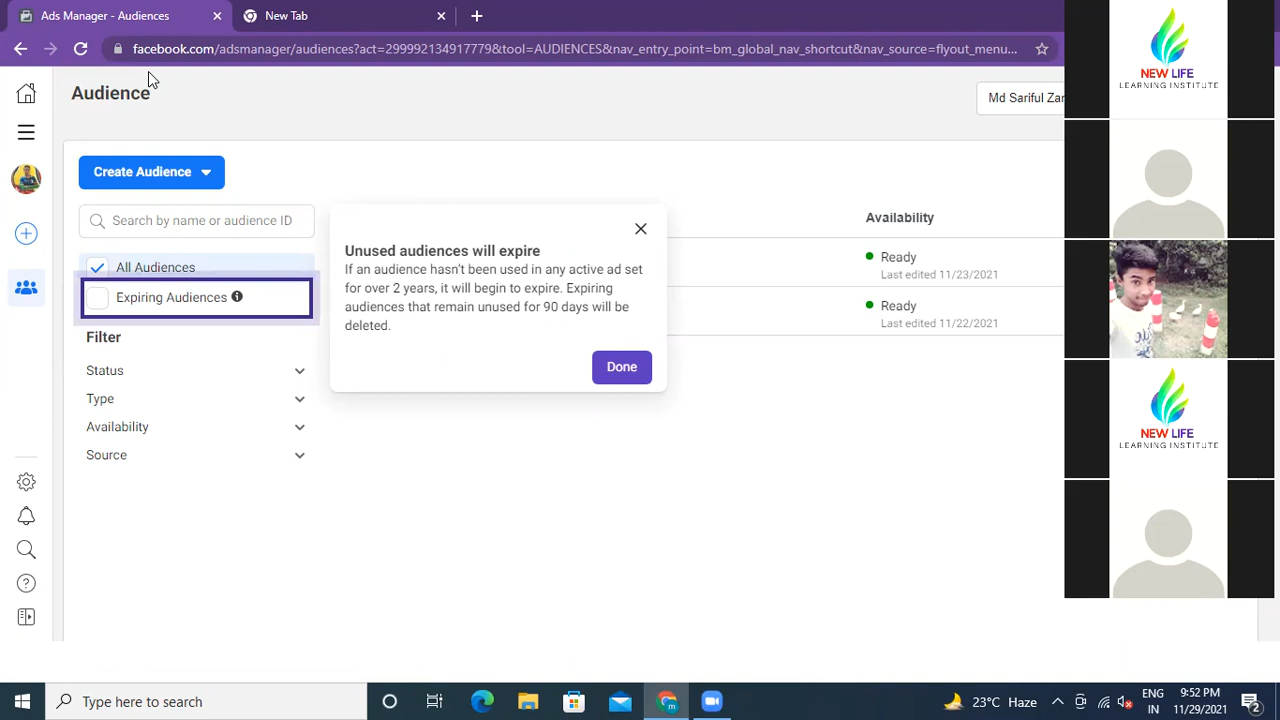 Ads Manager - Audiences
New Tab
facebook.com/adsmanager/audiences?act=299992134917779&tool=AUDIENCES&nav_entry_point=bm_global_nav_shortcut&nav_source=flyout_menu...
Audience
Md Sariful Zar
Create Audience
Search by name or audience ID
All Audiences
Expiring Audiences
Filter
Status
Type
Availability
Source
Unused audiences will expire
If an audience hasn't been used in any active ad set
for over 2 years, it will begin to expire. Expiring
audiences that remain unused for 90 days will be
deleted.
Done
Availability
Ready
Last edited 11/23/2021
Ready
Last edited 11/22/2021
NEW LIFE
LEARNING INSTITUTE
NEW LIFE
LEARNING INSTITUTE
Type here to search
23°C Haze
ENG
IN
9:52 PM
11/29/2021
2